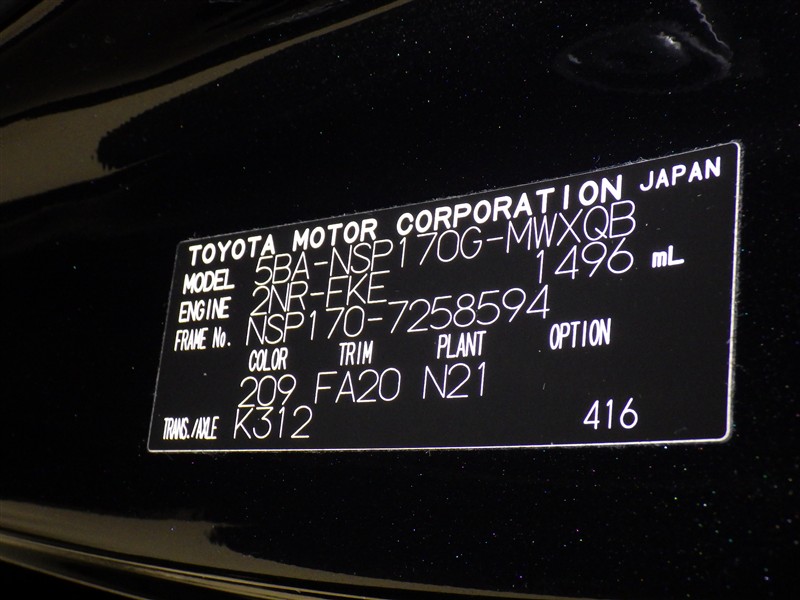 TOYOTA MOTOR CORPORATION JAPAN
MODEL 5BA-NSP170G-MWXQB
ENGINE 2NR-FKE 1496 mL
FRAME No. NSP170-7258594
COLOR TRIM PLANT OPTION
209 FA20 N21
TRANS./AXLE K312 416